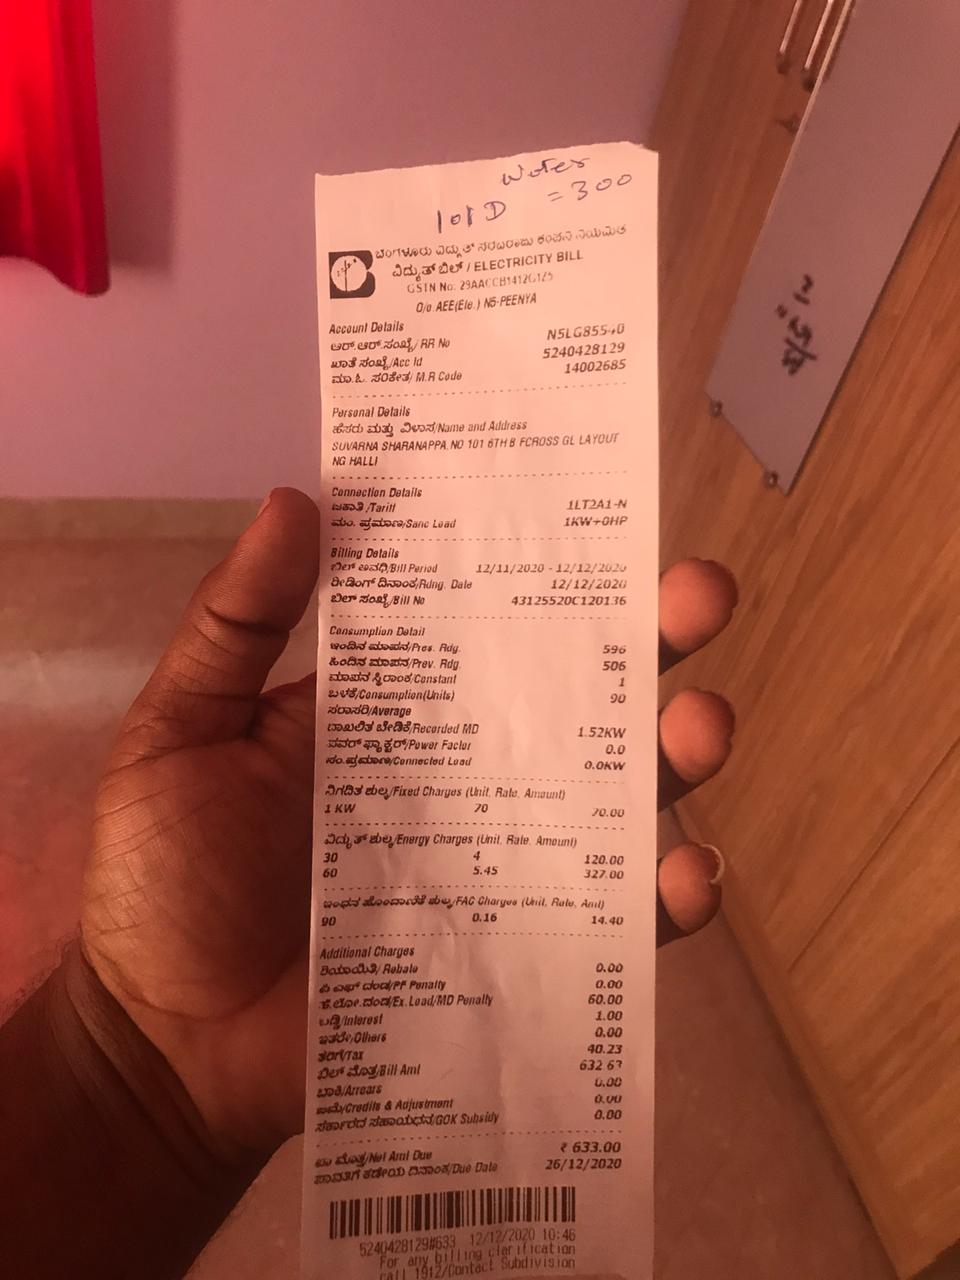 Water
101 D = 300
ಬೆಂಗಳೂರು ವಿದ್ಯುತ್ ಸರಬರಾಜು ಕಂಪನಿ ನಿಯಮಿತ
ವಿದ್ಯುತ್ ಬಿಲ್ / ELECTRICITY BILL
GSTN No: 29AACCB1412G1Z5
O/o AEE(Ele.) N5-PEENYA
Account Details
ಆರ್.ಆರ್.ಸಂಖ್ಯೆ/ RR No N5LG85540
ಖಾತೆ ಸಂಖ್ಯೆ/Acc Id 5240428129
ಮಾ.ಓ. ಸಂಕೇತ/ M.R Code 14002685
Personal Details
ಹೆಸರು ಮತ್ತು ವಿಳಾಸ/Name and Address
SUVARNA SHARANAPPA,NO 101 6TH B FCROSS GL LAYOUT
NG HALLI
Connection Details
ಜಕಾತಿ /Tariff 1LT2A1-N
ಮಂ. ಪ್ರಮಾಣ/Sanc Load 1KW+0HP
Billing Details
ಬಿಲ್ ಅವಧಿ/Bill Period 12/11/2020 - 12/12/2020
ರೀಡಿಂಗ್ ದಿನಾಂಕ/Rdng. Date 12/12/2020
ಬಿಲ್ ಸಂಖ್ಯೆ/Bill No 43125520C120136
Consumption Detail
ಇಂದಿನ ಮಾಪನ/Pres. Rdg. 596
ಹಿಂದಿನ ಮಾಪನ/Prev. Rdg. 506
ಮಾಪನ ಸ್ಥಿರಾಂಕ/Constant 1
ಬಳಕೆ/Consumption(Units) 90
ಸರಾಸರಿ/Average
ದಾಖಲಿತ ಬೇಡಿಕೆ/Recorded MD 1.52KW
ಪವರ್ ಫ್ಯಾಕ್ಟರ್/Power Factor 0.0
ಸಂ.ಪ್ರಮಾಣ/Connected Load 0.0KW
ನಿಗದಿತ ಶುಲ್ಕ/Fixed Charges (Unit, Rate, Amount)
1 KW 70 70.00
ವಿದ್ಯುತ್ ಶುಲ್ಕ/Energy Charges (Unit, Rate, Amount)
30 4 120.00
60 5.45 327.00
ಇಂಧನ ಹೊಂದಾಣಿಕೆ ಶುಲ್ಕ/FAC Charges (Unit, Rate, Amt)
90 0.16 14.40
Additional Charges
ರಿಯಾಯಿತಿ/ Rebate 0.00
ಪಿ ಎಫ್ ದಂಡ/PF Penalty 0.00
ಹೆ.ಲೋ.ದಂಡ/Ex.Load/MD Penalty 60.00
ಬಡ್ಡಿ/Interest 1.00
ಇತರೇ/Others 0.00
ತೆರಿಗೆ/Tax 40.23
ಬಿಲ್ ಮೊತ್ತ/Bill Amt 632.63
ಬಾಕಿ/Arrears 0.00
ಜಮೆ/Credits & Adjustment 0.00
ಸರ್ಕಾರದ ಸಹಾಯಧನ/GOK Subsidy 0.00
ಮೊತ್ತ/Net Amt Due ₹ 633.00
ಪಾವತಿಗೆ ಕಡೇಯ ದಿನಾಂಕ/Due Date 26/12/2020
5240428129#633 12/12/2020 10:46
For any billing clarification
call 1912/Contact Subdivision